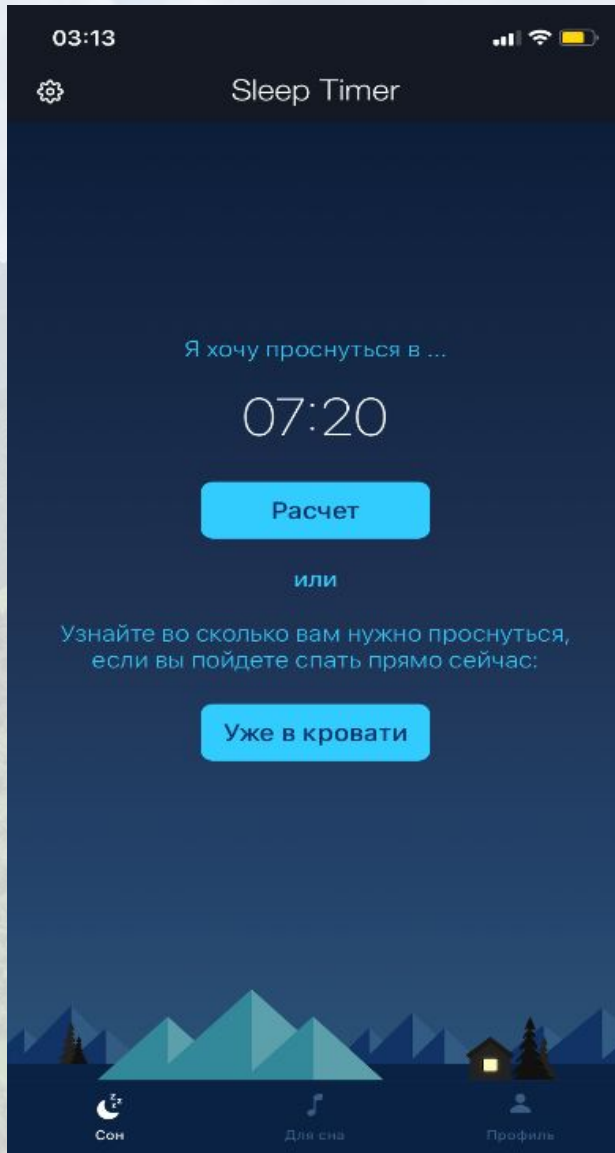 03:13
Sleep Timer
Я хочу проснуться в ...
07:20
Расчет
или
Узнайте во сколько вам нужно проснуться,
если вы пойдете спать прямо сейчас:
Уже в кровати
Сон
Для сна
Профиль